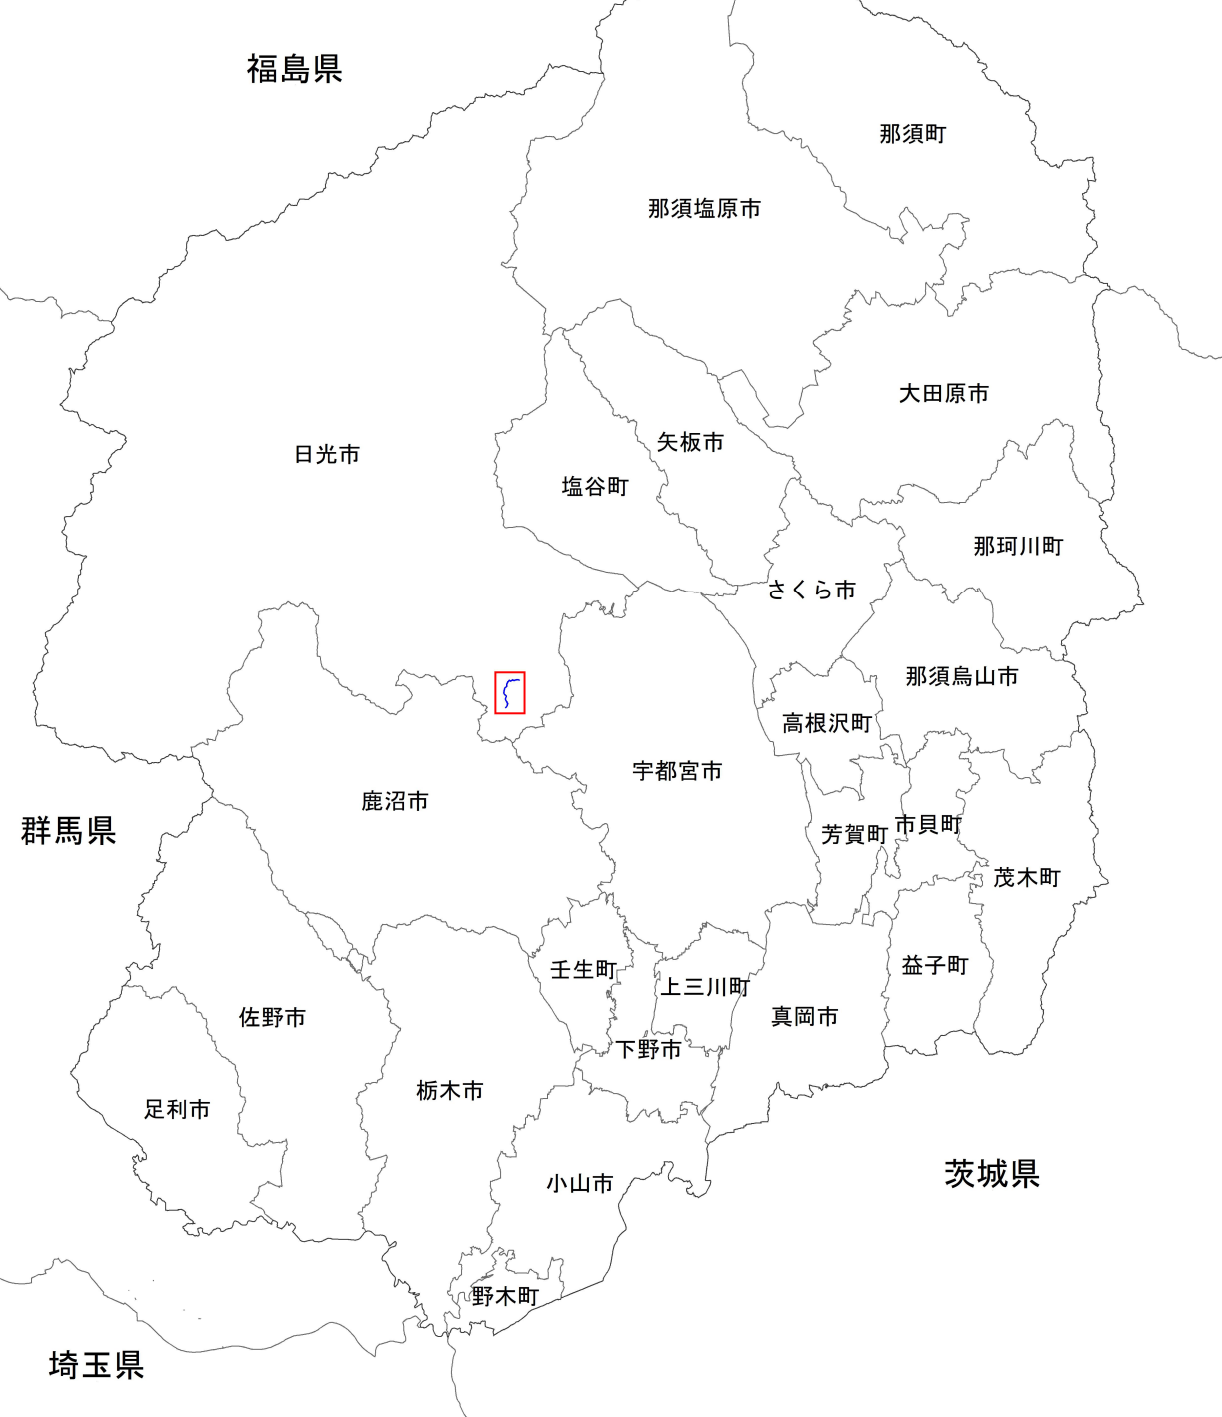 福島県
那須町
那須塩原市
大田原市
矢板市
日光市
塩谷町
那珂川町
さくら市
那須烏山市
高根沢町
宇都宮市
鹿沼市
群馬県
市貝町
芳賀町
茂木町
益子町
壬生町
上三川町
真岡市
佐野市
下野市
栃木市
足利市
茨城県
小山市
野木町
埼玉県